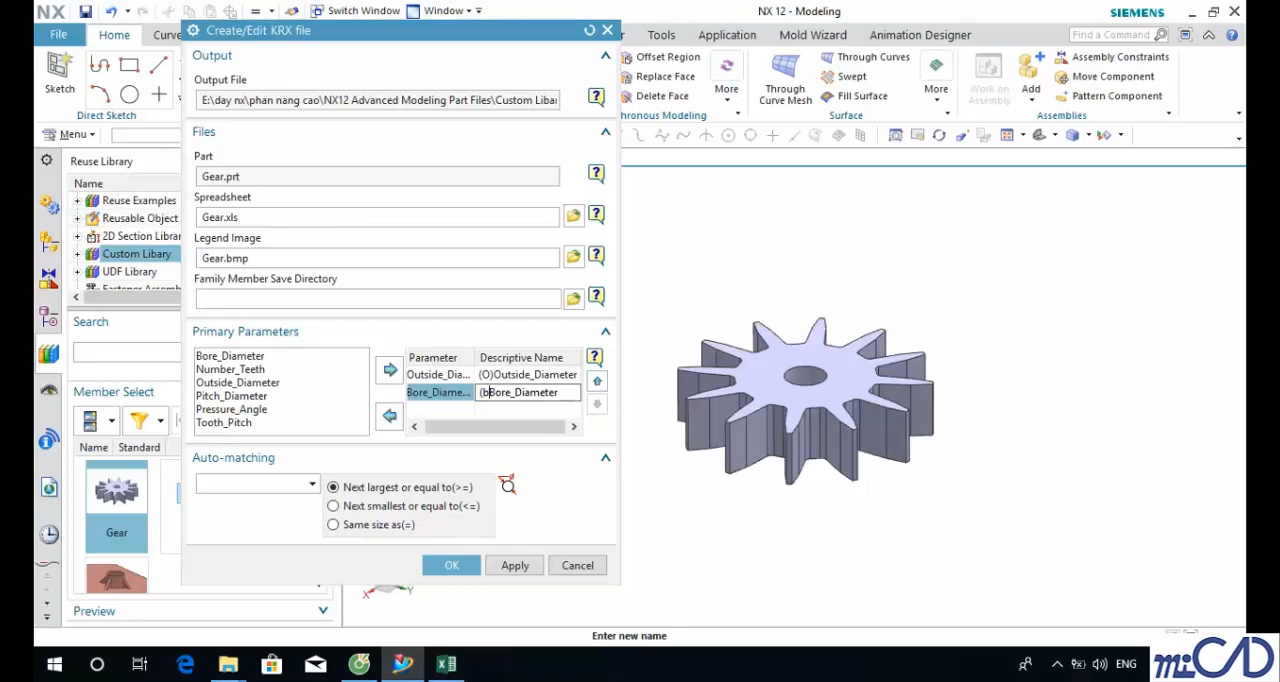 NX
Switch Window
Window
NX 12 - Modeling
SIEMENS
File
Home
Tools
Application
Mold Wizard
Animation Designer
Find a Command
Create/Edit KRX file
Output
Output File
E:\day nx\phan nang cao\NX12 Advanced Modeling Part Files\Custom Libar
Files
Part
Gear.prt
Spreadsheet
Gear.xls
Legend Image
Gear.bmp
Family Member Save Directory
Primary Parameters
Bore_Diameter
Number_Teeth
Outside_Diameter
Pitch_Diameter
Pressure_Angle
Tooth_Pitch
Parameter
Descriptive Name
Outside_Dia...
(O)Outside_Diameter
Bore_Diame...
(bBore_Diameter
Auto-matching
Next largest or equal to(>=)
Next smallest or equal to(<=)
Same size as(=)
OK
Apply
Cancel
Sketch
Direct Sketch
Menu
Offset Region
Replace Face
Delete Face
More
Through
Curve Mesh
Through Curves
Swept
Fill Surface
More
Surface
Work on
Assembly
Add
Assembly Constraints
Move Component
Pattern Component
Assemblies
Reuse Library
Name
Reuse Examples
Reusable Object
2D Section Librar
Custom Libary
UDF Library
Search
Member Select
Name
Standard
Gear
Preview
X
Y
Enter new name
ENG
miCAD